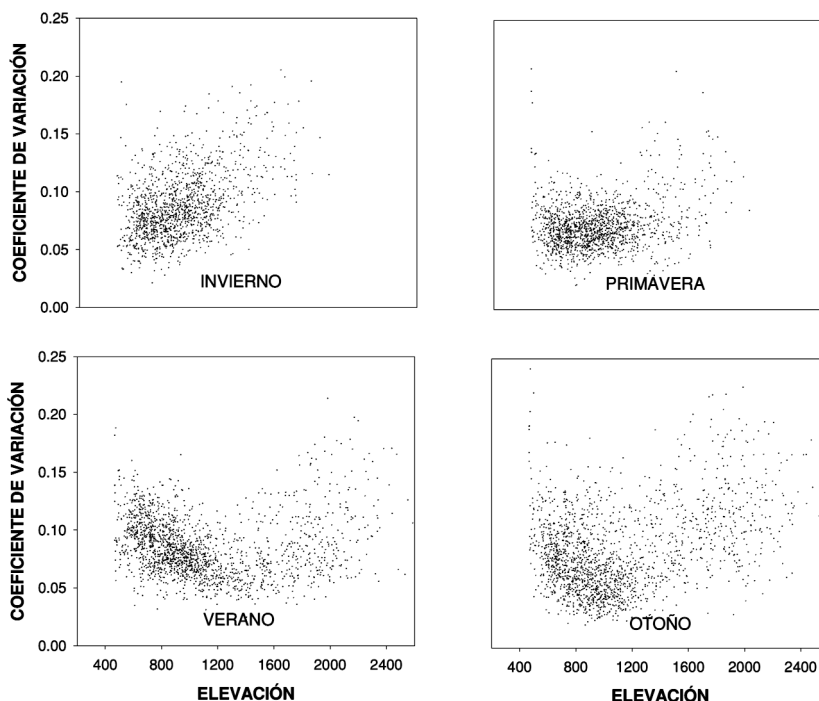 0.25
0.20
0.15
0.10
0.05
0.00
COEFICIENTE DE VARIACIÓN
INVIERNO
PRIMAVERA
0.25
0.20
0.15
0.10
0.05
0.00
COEFICIENTE DE VARIACIÓN
VERANO
OTOÑO
400 800 1200 1600 2000 2400
ELEVACIÓN
400 800 1200 1600 2000 2400
ELEVACIÓN